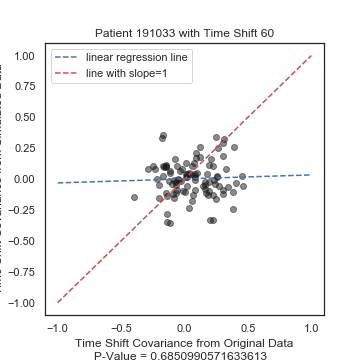 Patient 191033 with Time Shift 60
linear regression line
line with slope=1
1.00
0.75
0.50
0.25
0.00
−0.25
−0.50
−0.75
−1.00
−1.0
−0.5
0.0
0.5
1.0
Time Shift Covariance from Original Data
P-Value = 0.6850990571633613